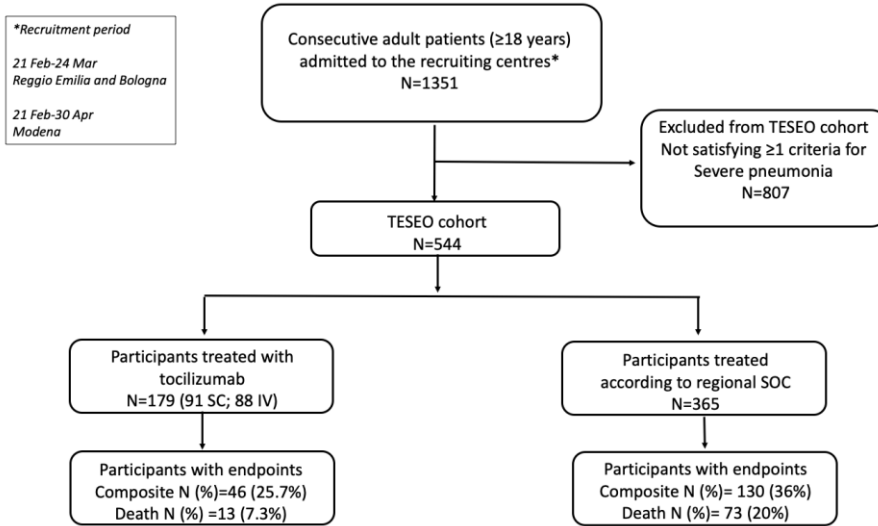 *Recruitment period
21 Feb-24 Mar
Reggio Emilia and Bologna
21 Feb-30 Apr
Modena
Consecutive adult patients (≥18 years)
admitted to the recruiting centres*
N=1351
Excluded from TESEO cohort
Not satisfying ≥1 criteria for
Severe pneumonia
N=807
TESEO cohort
N=544
Participants treated with
tocilizumab
N=179 (91 SC; 88 IV)
Participants treated
according to regional SOC
N=365
Participants with endpoints
Composite N (%)=46 (25.7%)
Death N (%) =13 (7.3%)
Participants with endpoints
Composite N (%)= 130 (36%)
Death N (%)= 73 (20%)